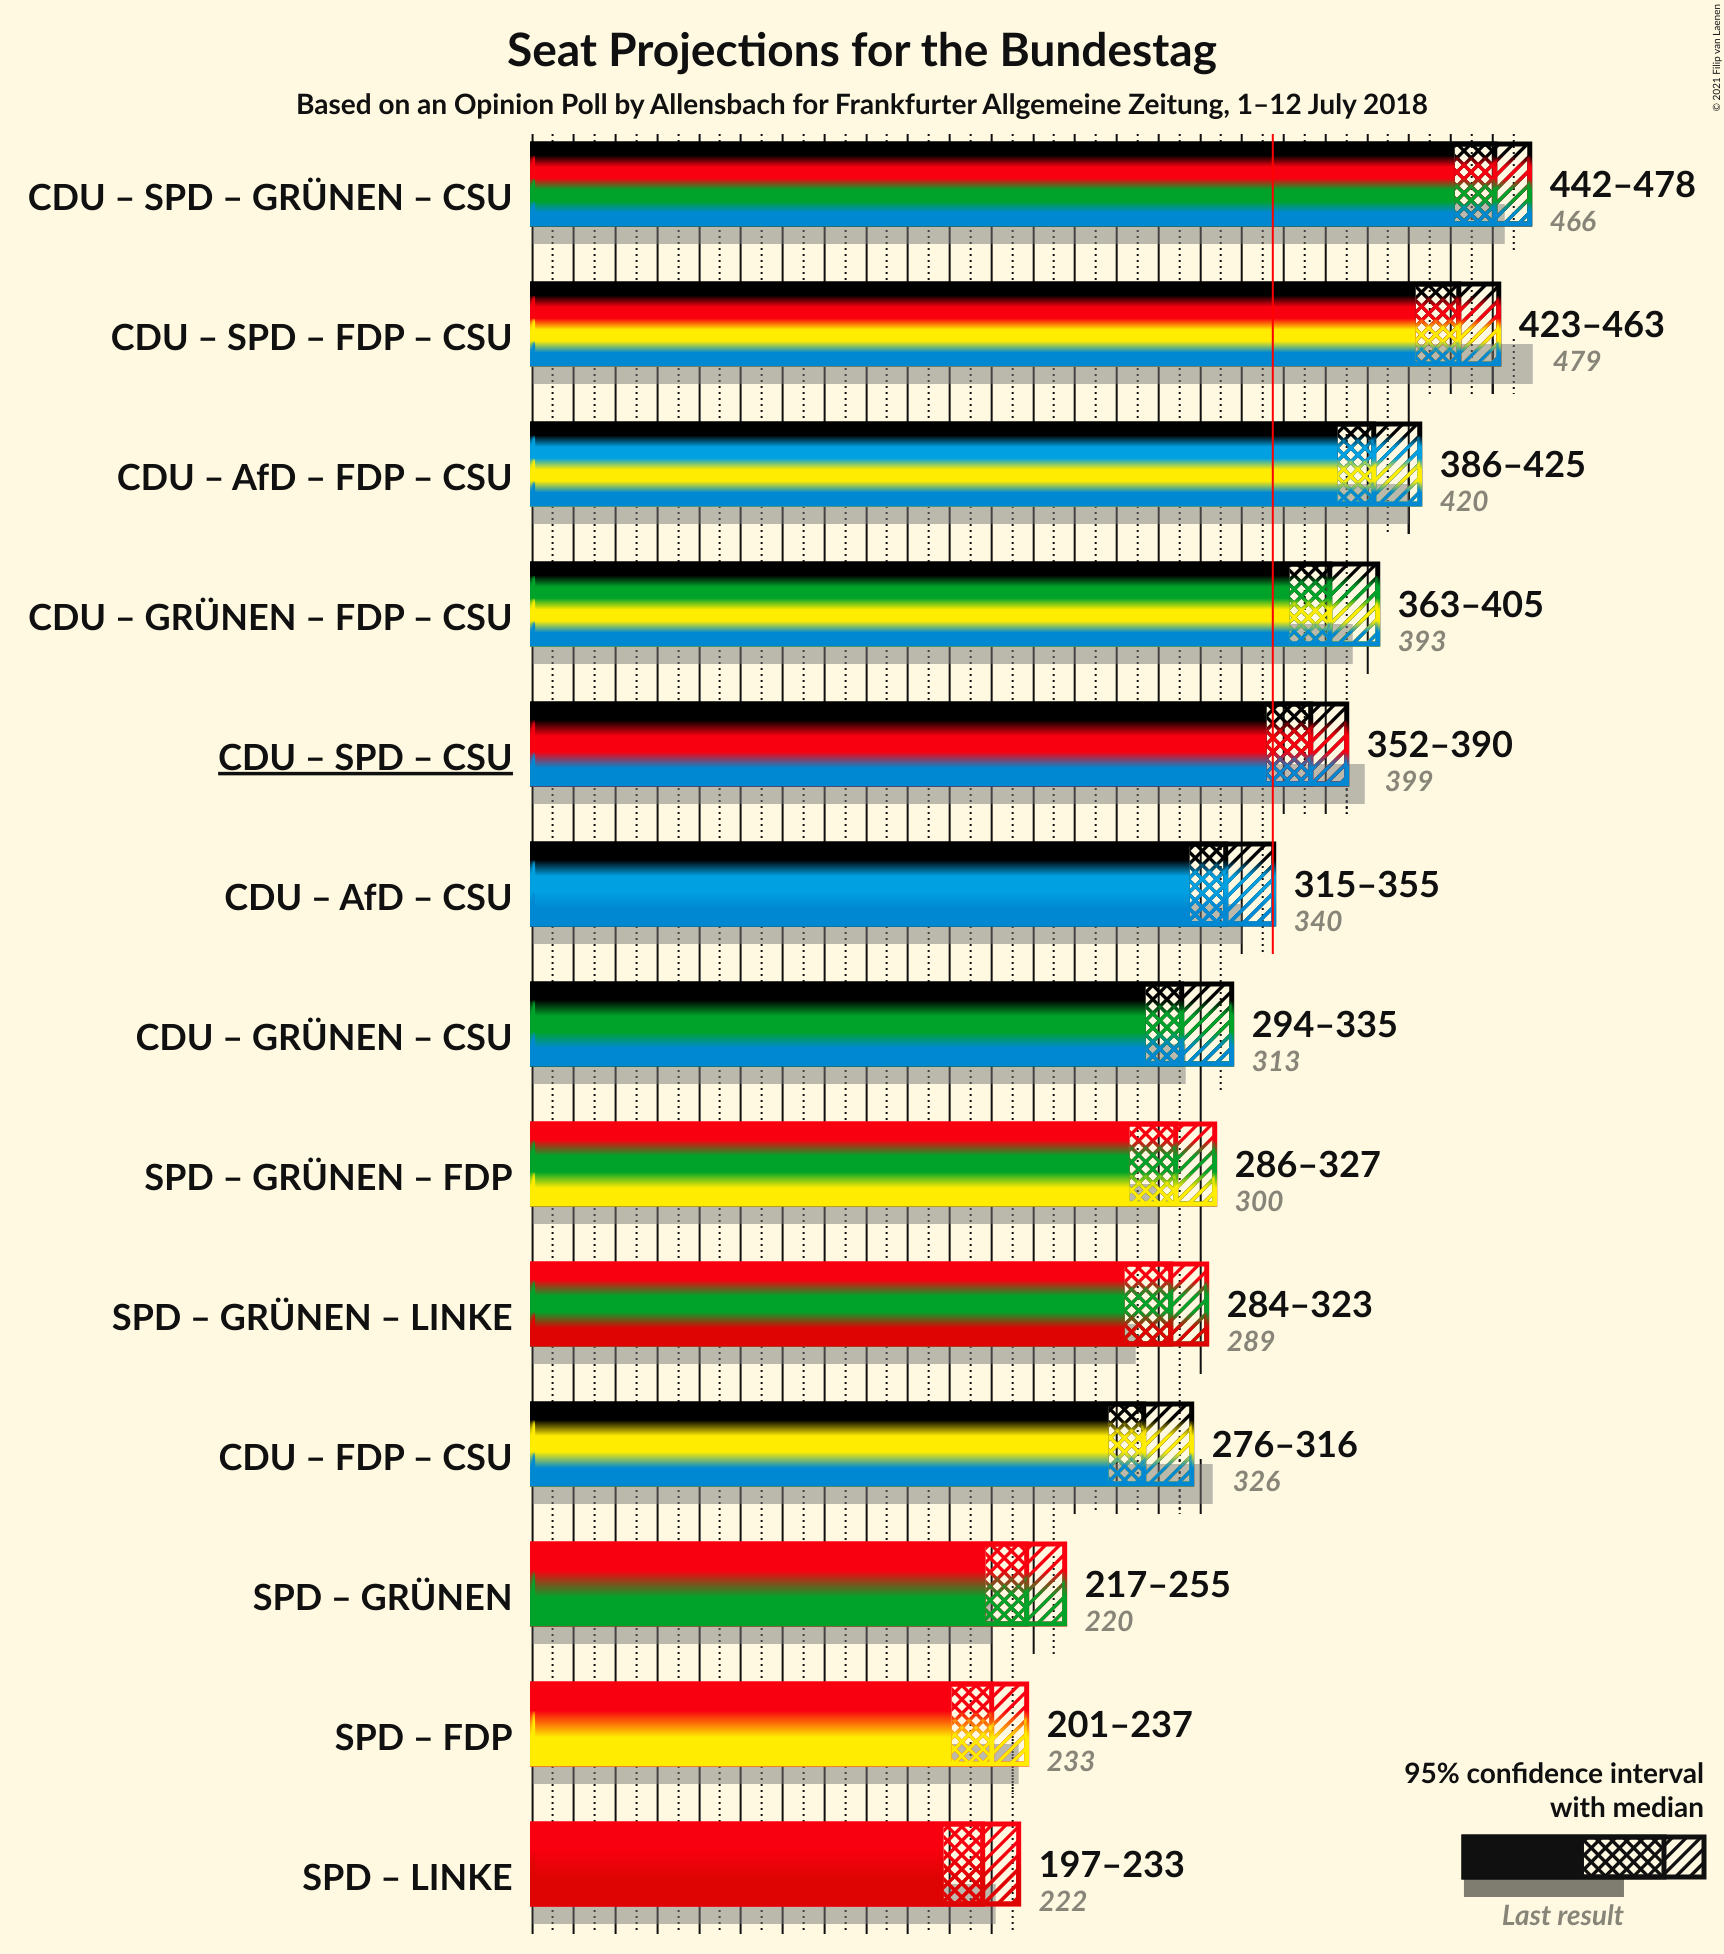 Seat Projections for the Bundestag
Based on an Opinion Poll by Allensbach for Frankfurter Allgemeine Zeitung, 1–12 July 2018
© 2021 Filip van Laenen
CDU – SPD – GRÜNEN – CSU
442–478
466
CDU – SPD – FDP – CSU
423–463
479
CDU – AfD – FDP – CSU
386–425
420
CDU – GRÜNEN – FDP – CSU
363–405
393
CDU – SPD – CSU
352–390
399
CDU – AfD – CSU
315–355
340
CDU – GRÜNEN – CSU
294–335
313
SPD – GRÜNEN – FDP
286–327
300
SPD – GRÜNEN – LINKE
284–323
289
CDU – FDP – CSU
276–316
326
SPD – GRÜNEN
217–255
220
SPD – FDP
201–237
233
SPD – LINKE
197–233
222
95% confidence interval
with median
Last result